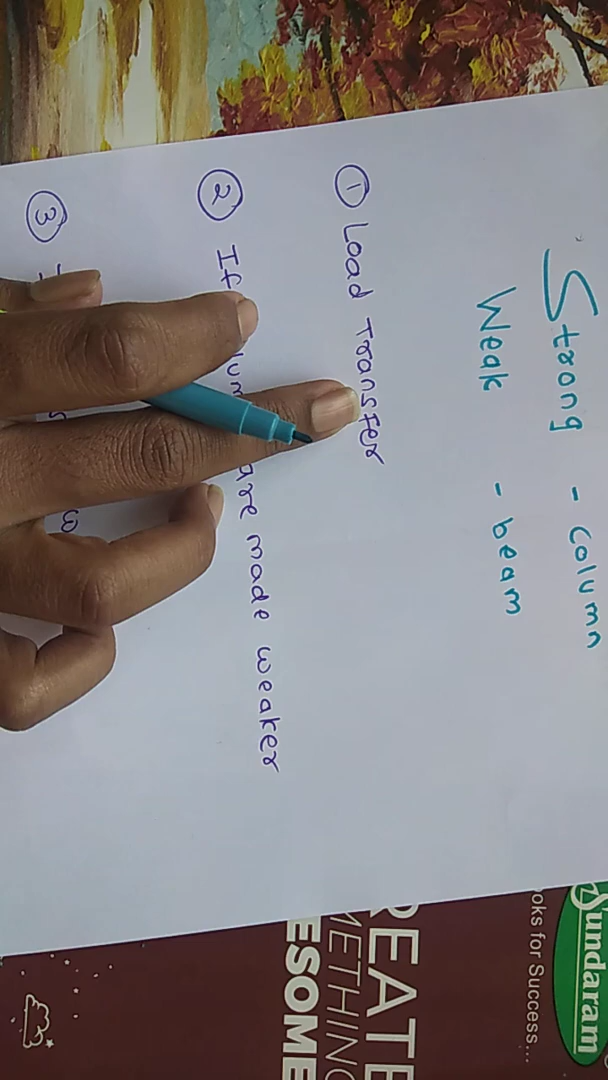 Strong - column
Weak - beam
① Load Transfer
② If are made weaker
③
Sundaram
oks for Success...
REATE
METHING
ESOME